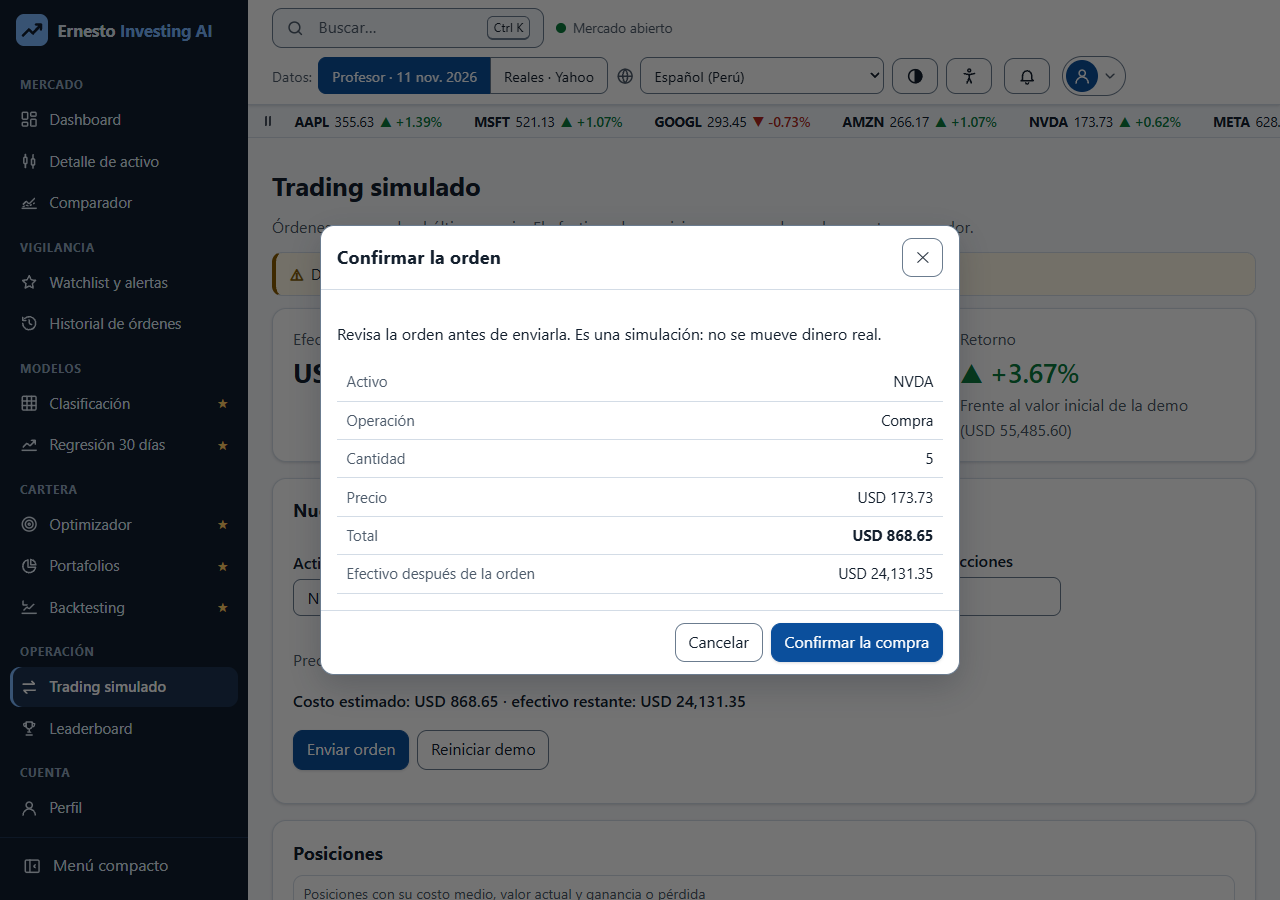 Ernesto Investing AI
MERCADO
Dashboard
Detalle de activo
Comparador
VIGILANCIA
Watchlist y alertas
Historial de órdenes
MODELOS
Clasificación
Regresión 30 días
CARTERA
Optimizador
Portafolios
Backtesting
OPERACIÓN
Trading simulado
Leaderboard
CUENTA
Perfil
Menú compacto
Buscar...
Ctrl K
Mercado abierto
Datos:
Profesor · 11 nov. 2026
Reales · Yahoo
Español (Perú)
AAPL 355.63 ▲ +1.39%
MSFT 521.13 ▲ +1.07%
GOOGL 293.45 ▼ -0.73%
AMZN 266.17 ▲ +1.07%
NVDA 173.73 ▲ +0.62%
META 628.
Trading simulado
Confirmar la orden
Revisa la orden antes de enviarla. Es una simulación: no se mueve dinero real.
Activo NVDA
Operación Compra
Cantidad 5
Precio USD 173.73
Total USD 868.65
Efectivo después de la orden USD 24,131.35
Cancelar
Confirmar la compra
Retorno
▲ +3.67%
Frente al valor inicial de la demo
(USD 55,485.60)
Costo estimado: USD 868.65 · efectivo restante: USD 24,131.35
Enviar orden
Reiniciar demo
Posiciones
Posiciones con su costo medio, valor actual y ganancia o pérdida